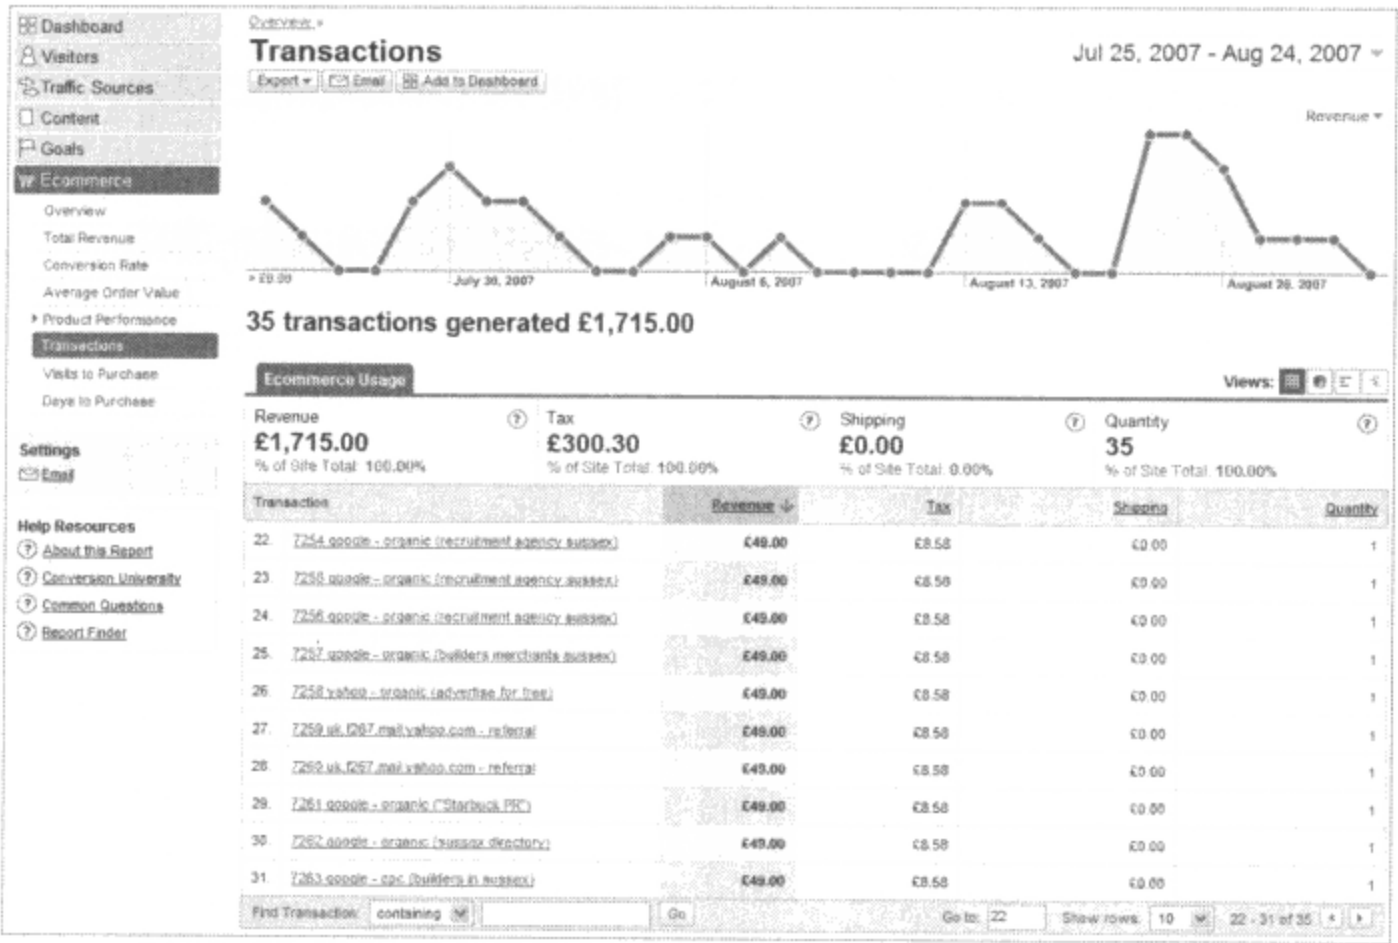 Dashboard
Visitors
Traffic Sources
Content
Goals
Ecommerce
Overview
Total Revenue
Conversion Rate
Average Order Value
Product Performance
Transactions
Visits to Purchase
Days to Purchase
Settings
Email
Help Resources
About this Report
Conversion University
Common Questions
Report Finder
Overview »
Transactions
Jul 25, 2007 - Aug 24, 2007
Export Email Add to Dashboard
Revenue
£0.00 July 30, 2007 August 6, 2007 August 13, 2007 August 20, 2007
35 transactions generated £1,715.00
Ecommerce Usage Views:
Revenue Tax Shipping Quantity
£1,715.00 £300.30 £0.00 35
% of Site Total: 100.00% % of Site Total: 100.00% % of Site Total: 0.00% % of Site Total: 100.00%
Transaction Revenue Tax Shipping Quantity
22. 7254 google - organic (recruitment agency sussex) £49.00 £8.58 £0.00 1
23. 7255 google - organic (recruitment agency sussex) £49.00 £8.58 £0.00 1
24. 7256 google - organic (recruitment agency sussex) £49.00 £8.58 £0.00 1
25. 7257 google - organic (builders merchants sussex) £49.00 £8.58 £0.00 1
26. 7258 yahoo - organic (advertise for free) £49.00 £8.58 £0.00 1
27. 7259 uk.f267.mail.yahoo.com - referral £49.00 £8.58 £0.00 1
28. 7260 uk.f267.mail.yahoo.com - referral £49.00 £8.58 £0.00 1
29. 7261 google - organic ("Starbuck PR") £49.00 £8.58 £0.00 1
30. 7262 google - organic (sussex directory) £49.00 £8.58 £0.00 1
31. 7263 google - cpc (builders in sussex) £49.00 £8.58 £0.00 1
Find Transaction: containing Go Go to: 22 Show rows: 10 22 - 31 of 35